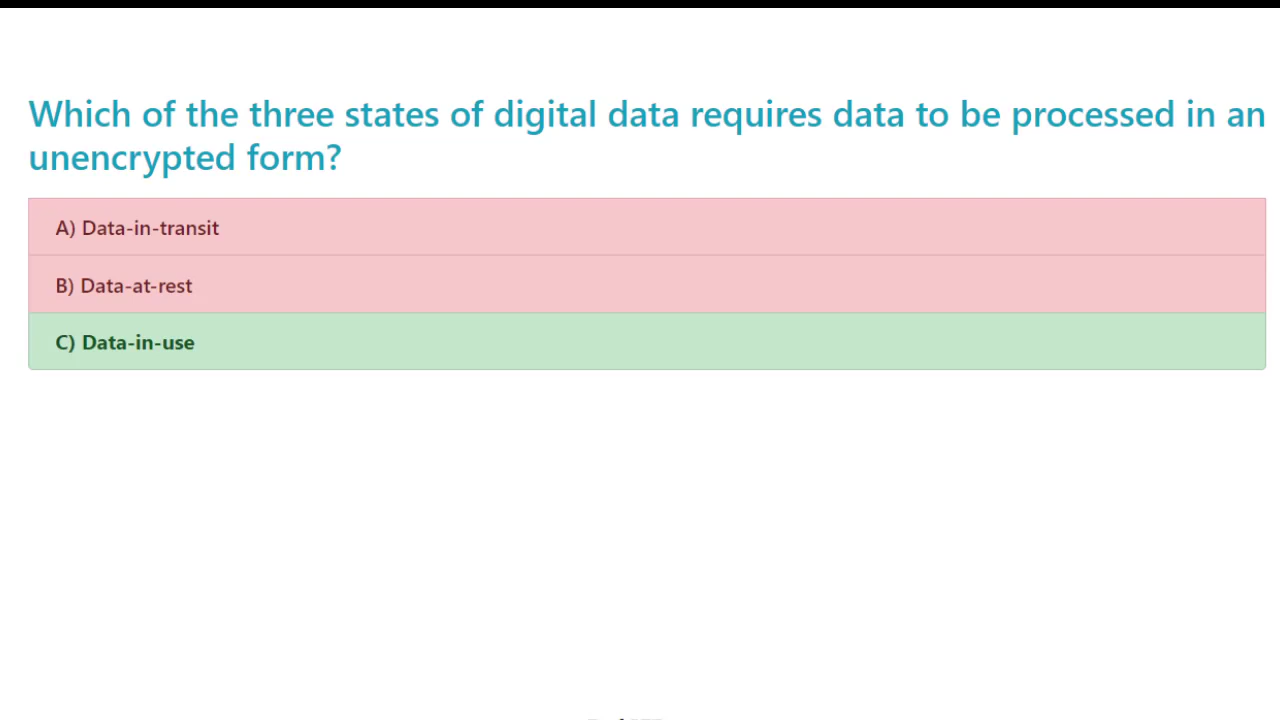 Which of the three states of digital data requires data to be processed in an
unencrypted form?
A) Data-in-transit
B) Data-at-rest
C) Data-in-use